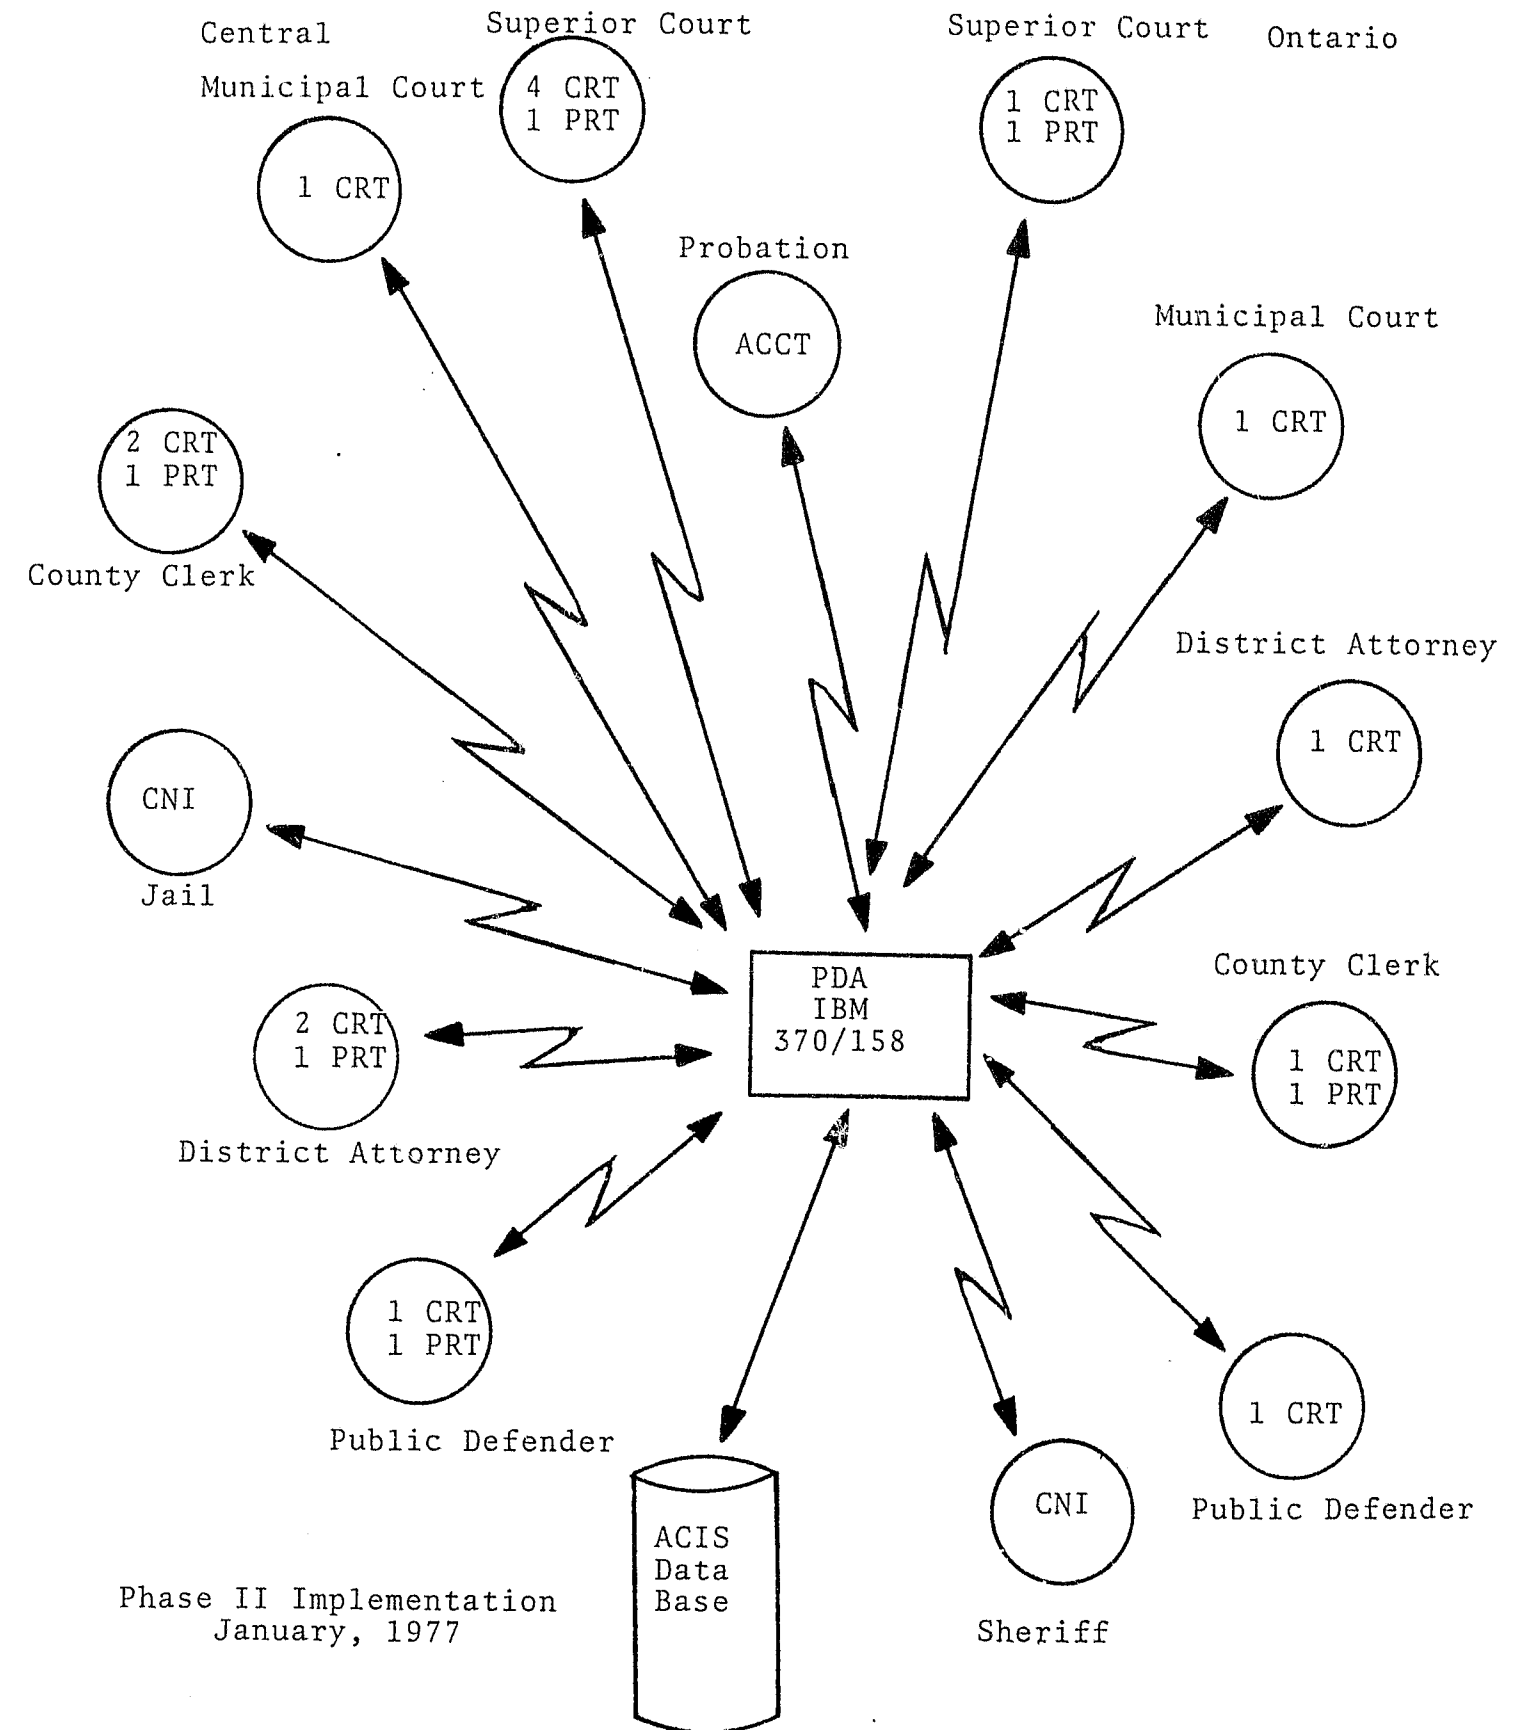 Central
Superior Court
Superior Court
Ontario
Municipal Court
4 CRT
1 PRT
1 CRT
1 PRT
1 CRT
Probation
ACCT
Municipal Court
1 CRT
2 CRT
1 PRT
County Clerk
District Attorney
1 CRT
CNI
Jail
PDA
IBM
370/158
County Clerk
1 CRT
1 PRT
2 CRT
1 PRT
District Attorney
1 CRT
1 PRT
Public Defender
1 CRT
Public Defender
CNI
Sheriff
ACIS
Data
Base
Phase II Implementation
January, 1977